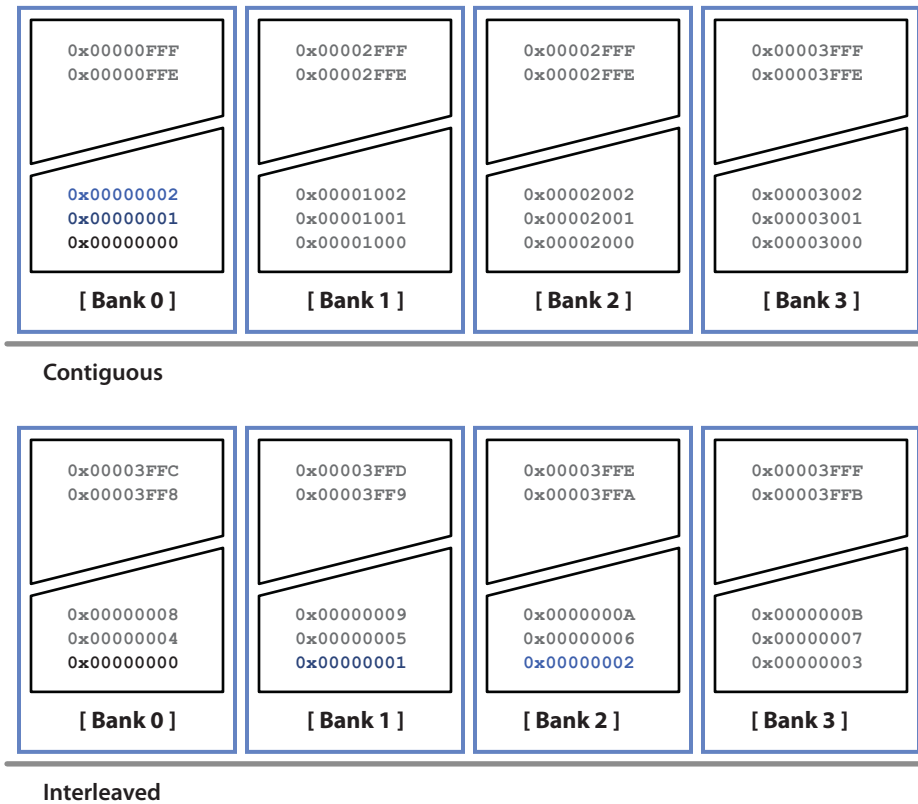 0x00000FFF
0x00000FFE
0x00000002
0x00000001
0x00000000
[ Bank 0 ]
0x00002FFF
0x00002FFE
0x00001002
0x00001001
0x00001000
[ Bank 1 ]
0x00002FFF
0x00002FFE
0x00002002
0x00002001
0x00002000
[ Bank 2 ]
0x00003FFF
0x00003FFE
0x00003002
0x00003001
0x00003000
[ Bank 3 ]
Contiguous
0x00003FFC
0x00003FF8
0x00000008
0x00000004
0x00000000
[ Bank 0 ]
0x00003FFD
0x00003FF9
0x00000009
0x00000005
0x00000001
[ Bank 1 ]
0x00003FFE
0x00003FFA
0x0000000A
0x00000006
0x00000002
[ Bank 2 ]
0x00003FFF
0x00003FFB
0x0000000B
0x00000007
0x00000003
[ Bank 3 ]
Interleaved